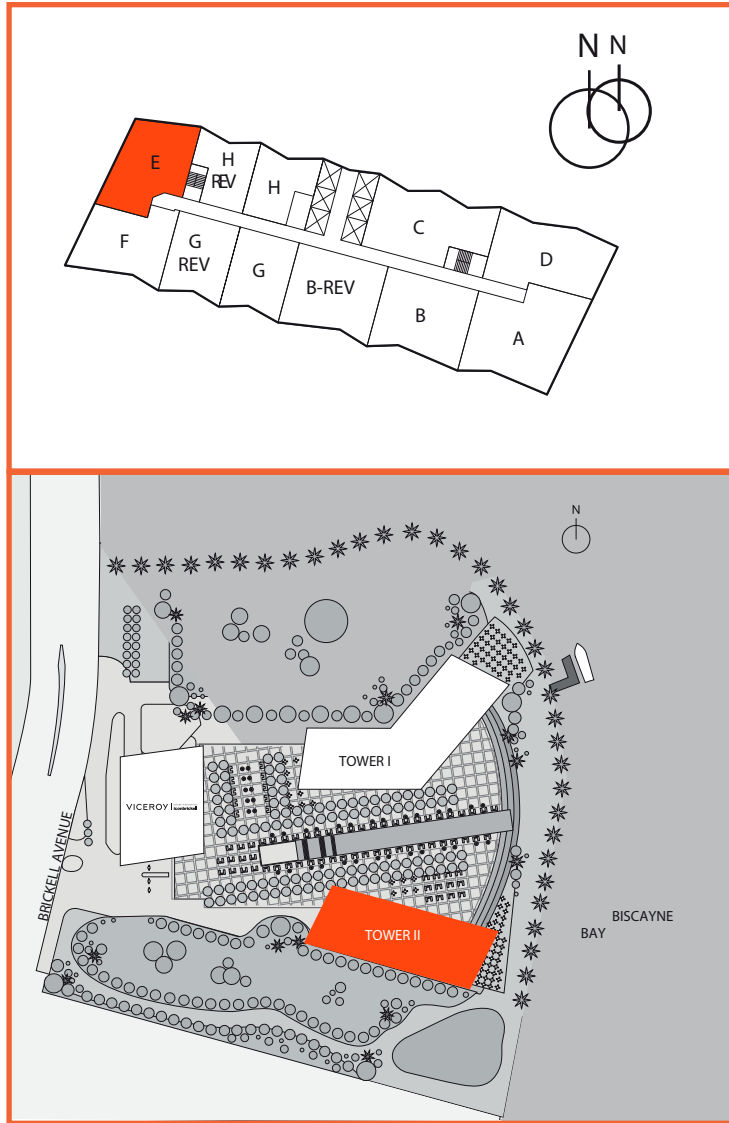 N N
E
H
REV
H
C
D
F
G
REV
G
B-REV
B
A
N
TOWER I
VICEROY
BRICKELL AVENUE
TOWER II
BISCAYNE
BAY